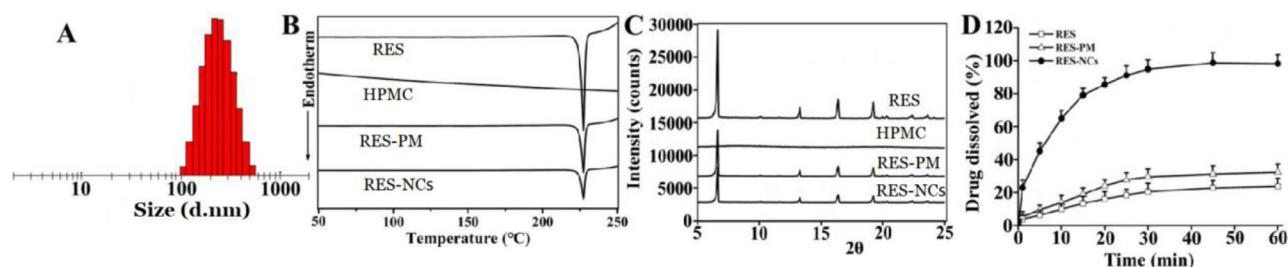 A
10
100
1000
Size (d.nm)
B
Endotherm
RES
HPMC
RES-PM
RES-NCs
50
100
150
200
250
Temperature (°C)
C
30000
25000
20000
15000
10000
5000
0
Intensity (counts)
RES
HPMC
RES-PM
RES-NCs
5
10
15
20
25
2θ
D
RES
RES-PM
RES-NCs
120
100
80
60
40
20
0
Drug dissolved (%)
0
10
20
30
40
50
60
Time (min)